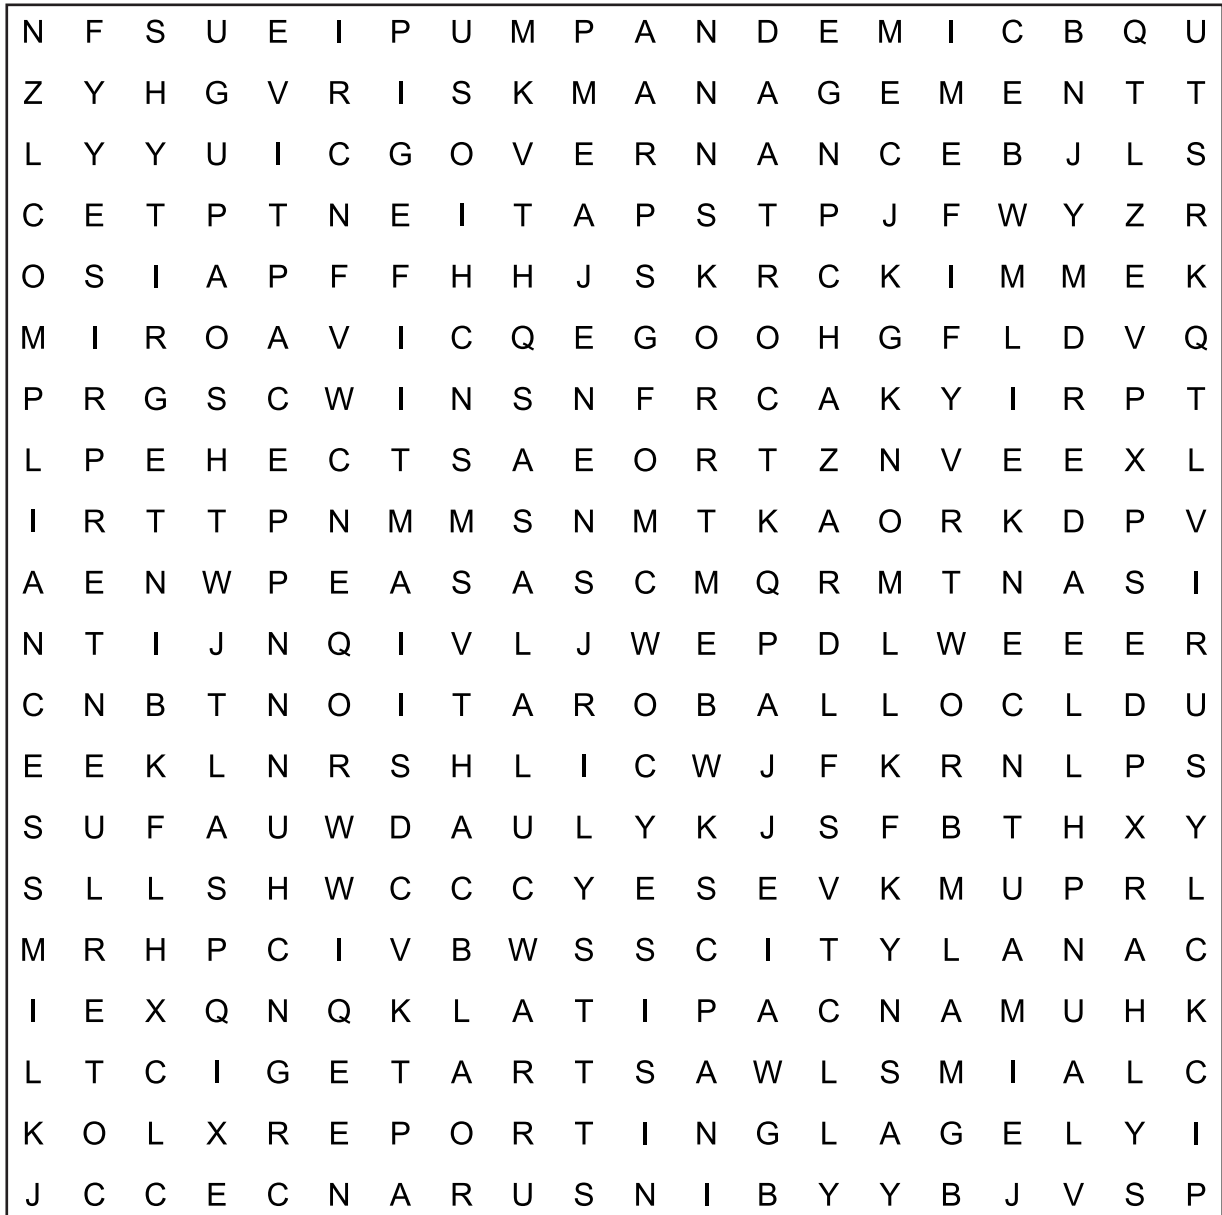 N F S U E I P U M P A N D E M I C B Q U
Z Y H G V R I S K M A N A G E M E N T T
L Y Y U I C G O V E R N A N C E B J L S
C E T P T N E I T A P S T P J F W Y Z R
O S I A P F F H H J S K R C K I M M E K
M I R O A V I C Q E G O O H G F L D V Q
P R G S C W I N S N F R C A K Y I R P T
L P E H E C T S A E O R T Z N V E E X L
I R T T P N M M S N M T K A O R K D P V
A E N W P E A S A S C M Q R M T N A S I
N T I J N Q I V L J W E P D L W E E E R
C N B T N O I T A R O B A L L O C L D U
E E K L N R S H L I C W J F K R N L P S
S U F A U W D A U L Y K J S F B T H X Y
S L L S H W C C C Y E S E V K M U P R L
M R H P C I V B W S S C I T Y L A N A C
I E X Q N Q K L A T I P A C N A M U H K
L T C I G E T A R T S A W L S M I A L C
K O L X R E P O R T I N G L A G E L Y I
J C C E C N A R U S N I B Y Y B J V S P